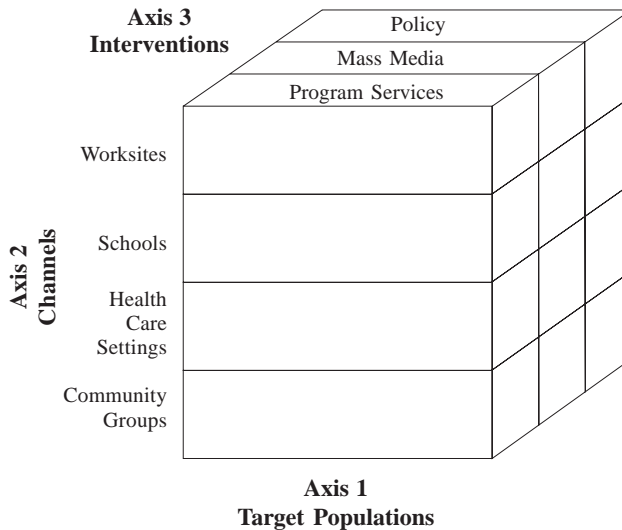 Axis 3
Interventions
Policy
Mass Media
Program Services
Worksites
Schools
Health
Care
Settings
Community
Groups
Axis 2
Channels
Axis 1
Target Populations